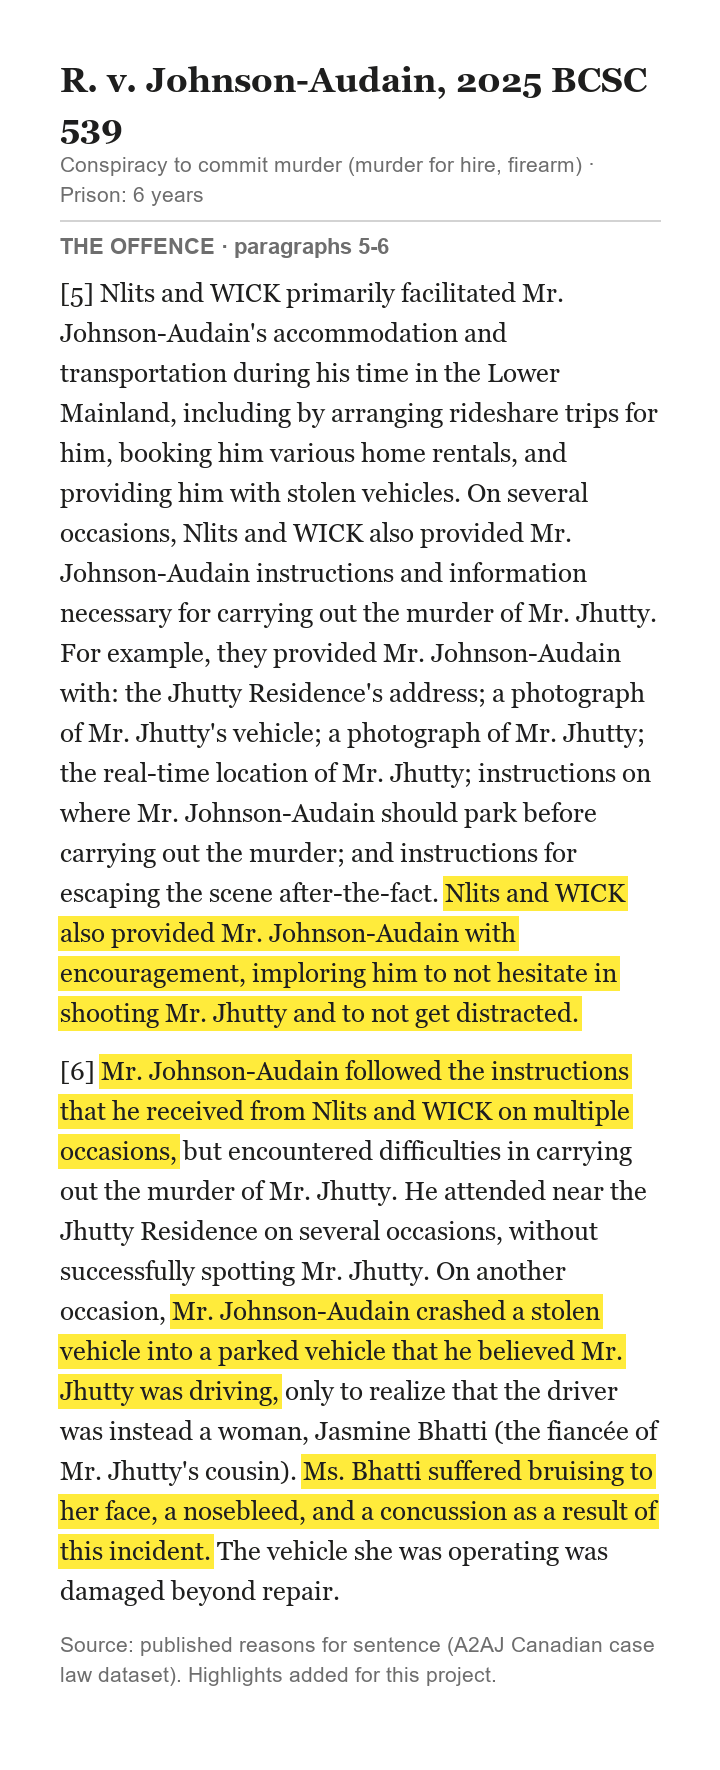 R. v. Johnson-Audain, 2025 BCSC
539
Conspiracy to commit murder (murder for hire, firearm) ·
Prison: 6 years
THE OFFENCE · paragraphs 5-6
[5] Nlits and WICK primarily facilitated Mr.
Johnson-Audain's accommodation and
transportation during his time in the Lower
Mainland, including by arranging rideshare trips for
him, booking him various home rentals, and
providing him with stolen vehicles. On several
occasions, Nlits and WICK also provided Mr.
Johnson-Audain instructions and information
necessary for carrying out the murder of Mr. Jhutty.
For example, they provided Mr. Johnson-Audain
with: the Jhutty Residence's address; a photograph
of Mr. Jhutty's vehicle; a photograph of Mr. Jhutty;
the real-time location of Mr. Jhutty; instructions on
where Mr. Johnson-Audain should park before
carrying out the murder; and instructions for
escaping the scene after-the-fact. Nlits and WICK
also provided Mr. Johnson-Audain with
encouragement, imploring him to not hesitate in
shooting Mr. Jhutty and to not get distracted.
[6] Mr. Johnson-Audain followed the instructions
that he received from Nlits and WICK on multiple
occasions, but encountered difficulties in carrying
out the murder of Mr. Jhutty. He attended near the
Jhutty Residence on several occasions, without
successfully spotting Mr. Jhutty. On another
occasion, Mr. Johnson-Audain crashed a stolen
vehicle into a parked vehicle that he believed Mr.
Jhutty was driving, only to realize that the driver
was instead a woman, Jasmine Bhatti (the fiancée of
Mr. Jhutty's cousin). Ms. Bhatti suffered bruising to
her face, a nosebleed, and a concussion as a result of
this incident. The vehicle she was operating was
damaged beyond repair.
Source: published reasons for sentence (A2AJ Canadian case
law dataset). Highlights added for this project.